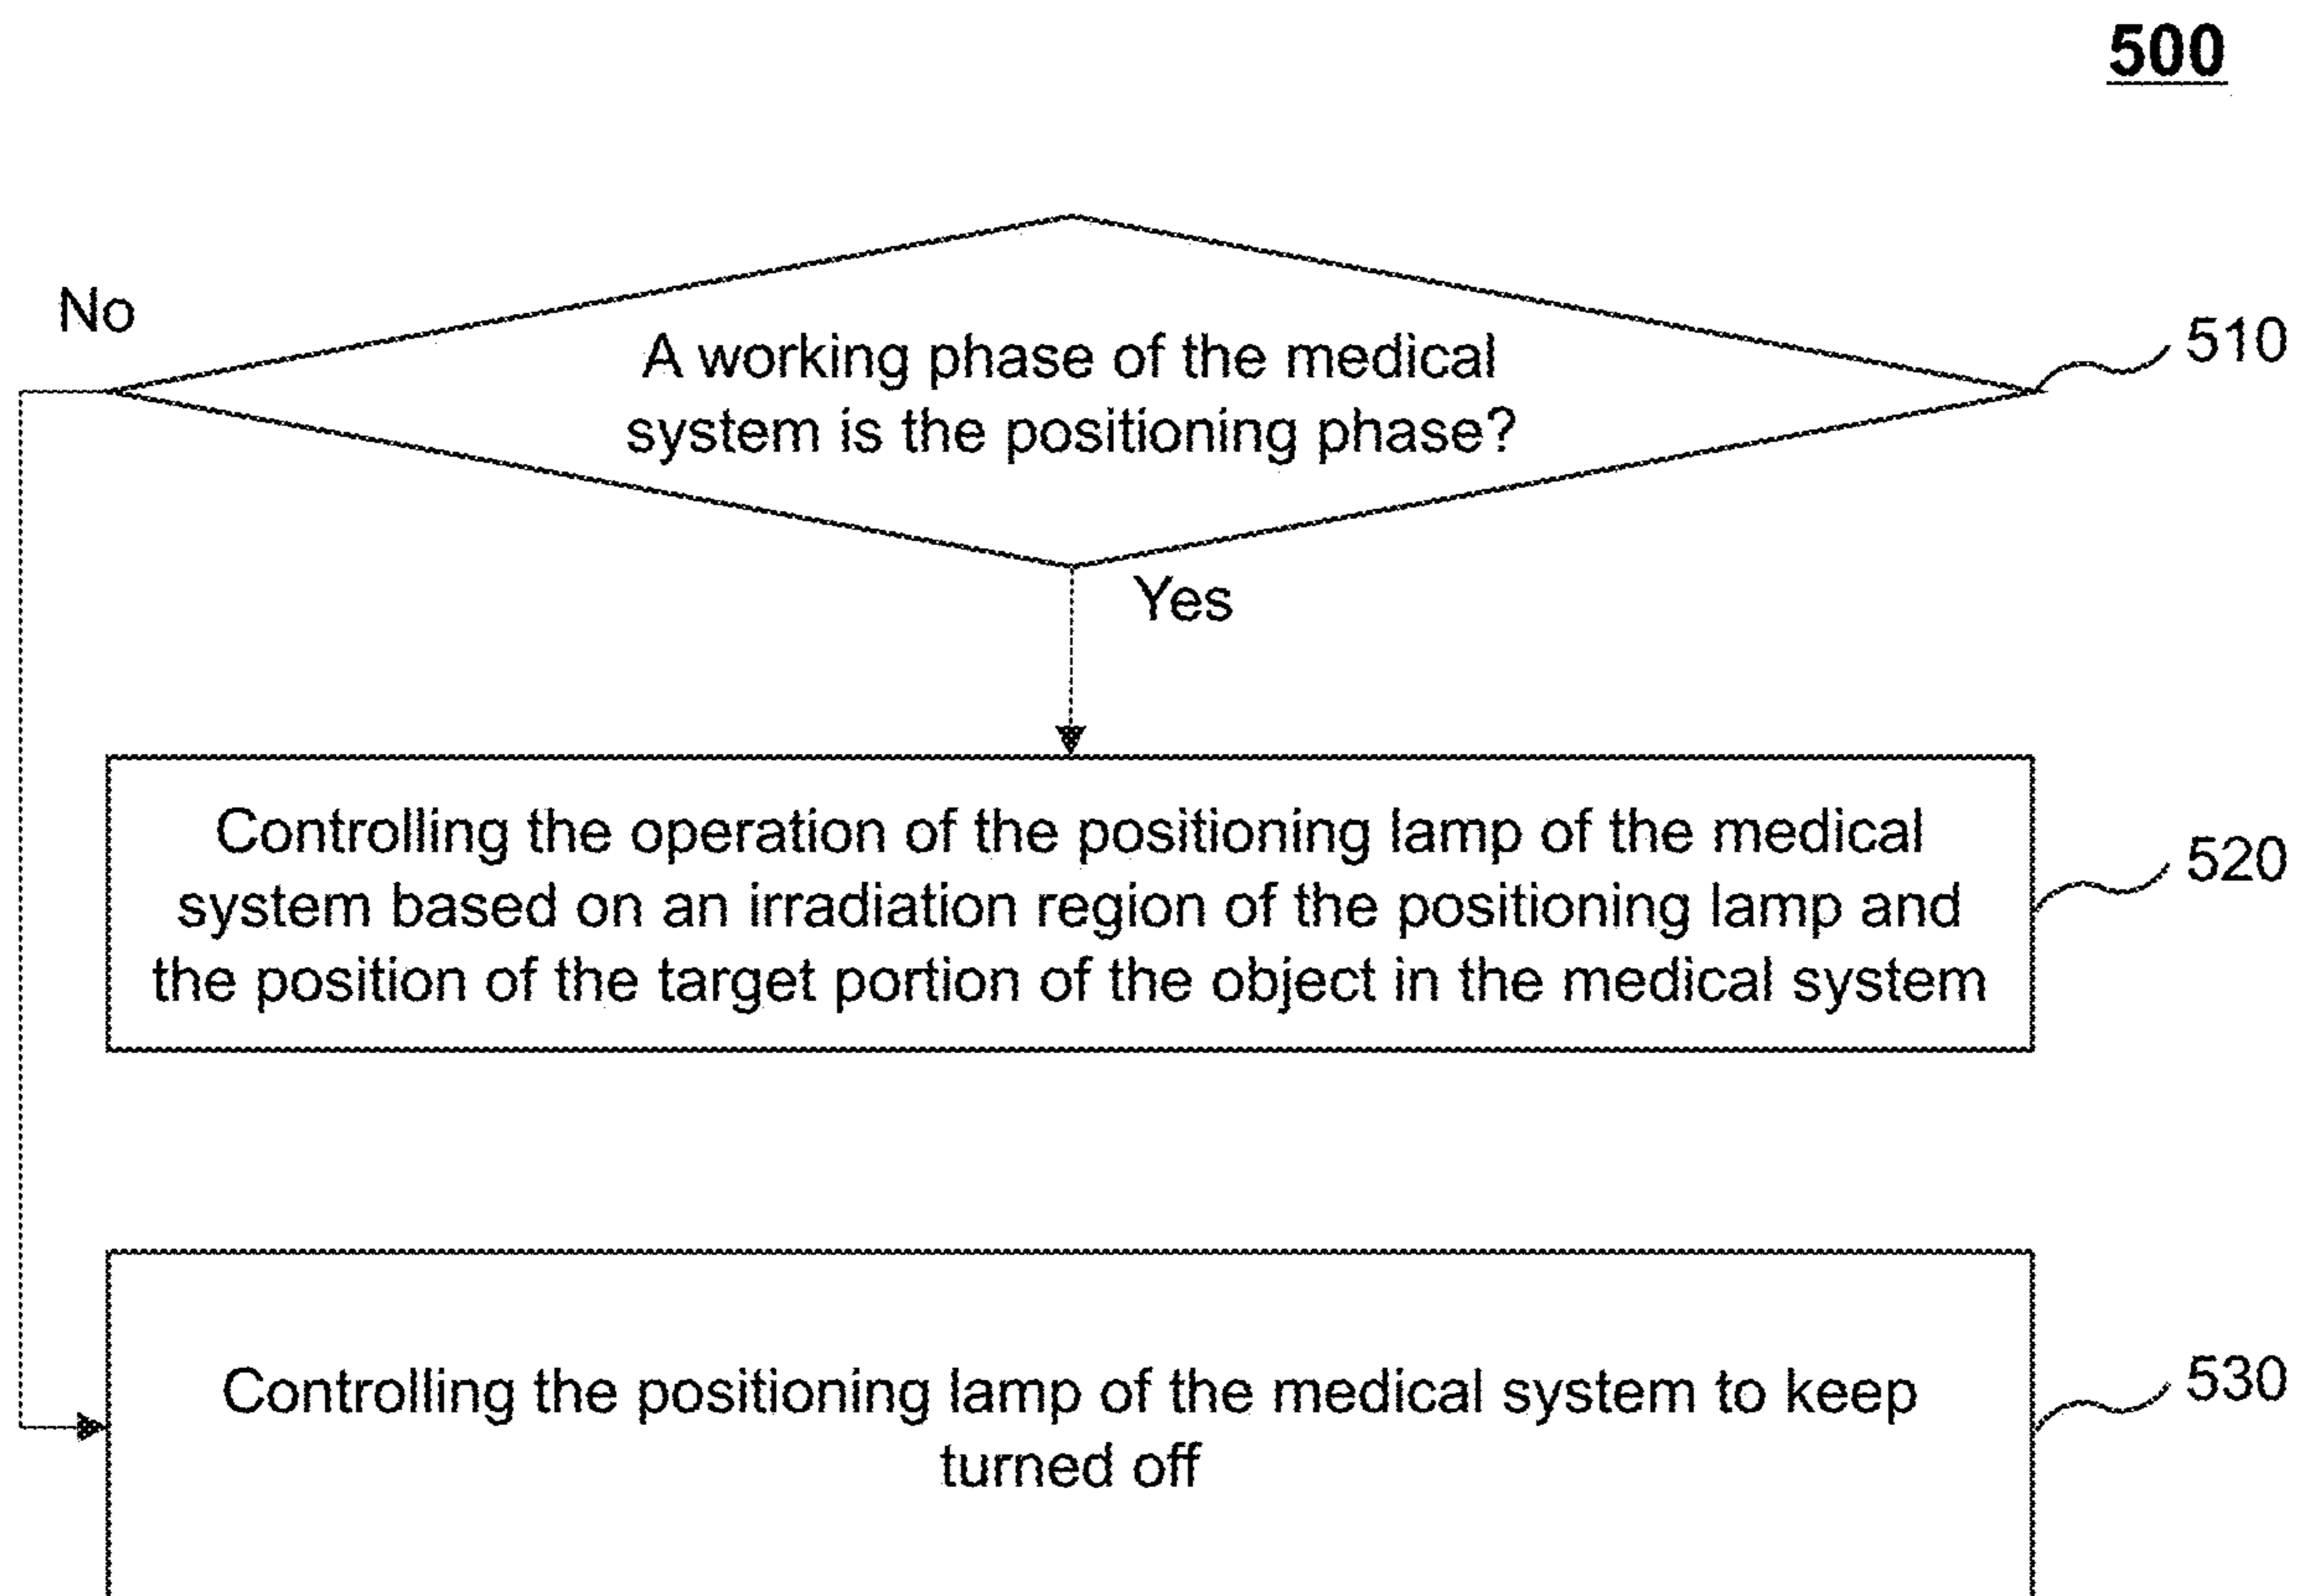 500
No
A working phase of the medical
system is the positioning phase?
510
Yes
Controlling the operation of the positioning lamp of the medical
system based on an irradiation region of the positioning lamp and
the position of the target portion of the object in the medical system
520
Controlling the positioning lamp of the medical system to keep
turned off
530